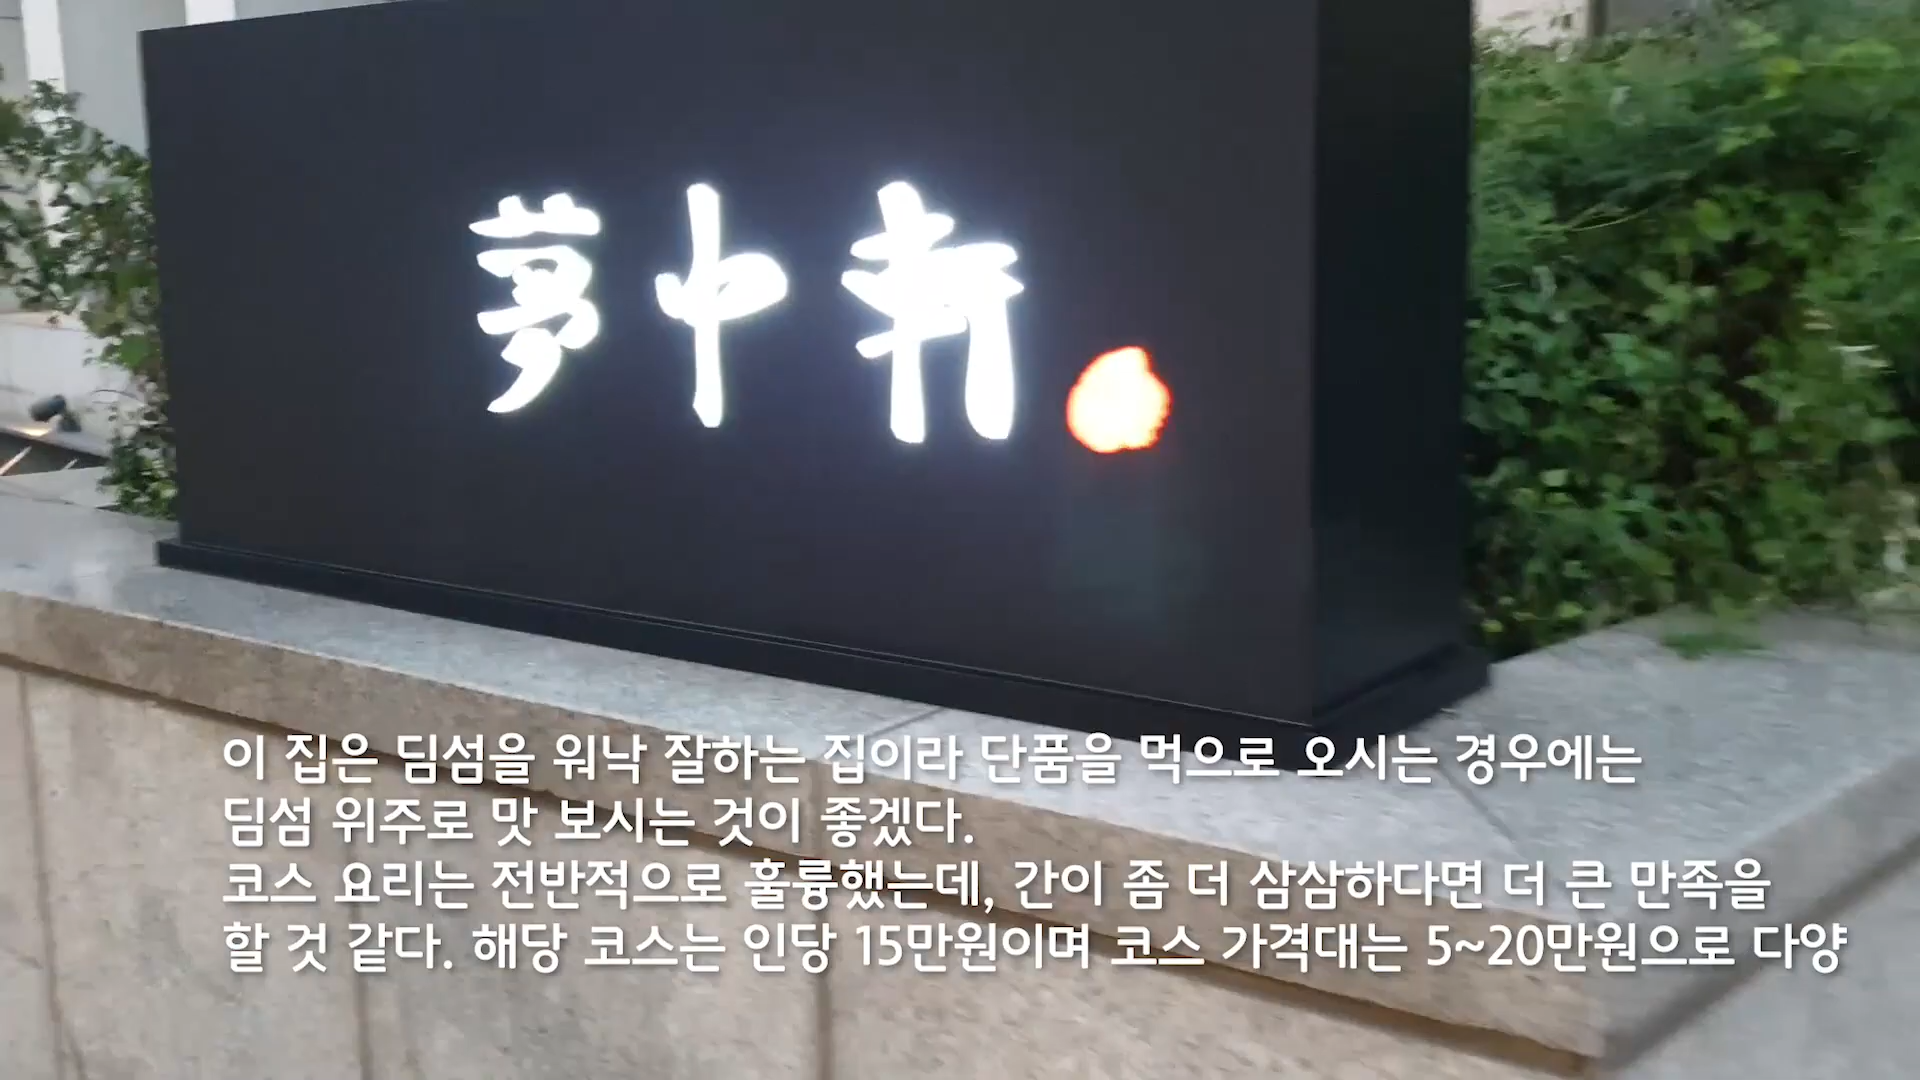 夢中軒
이 집은 딤섬을 워낙 잘하는 집이라 단품을 먹으로 오시는 경우에는
딤섬 위주로 맛 보시는 것이 좋겠다.
코스 요리는 전반적으로 훌륭했는데, 간이 좀 더 삼삼하다면 더 큰 만족을
할 것 같다. 해당 코스는 인당 15만원이며 코스 가격대는 5~20만원으로 다양